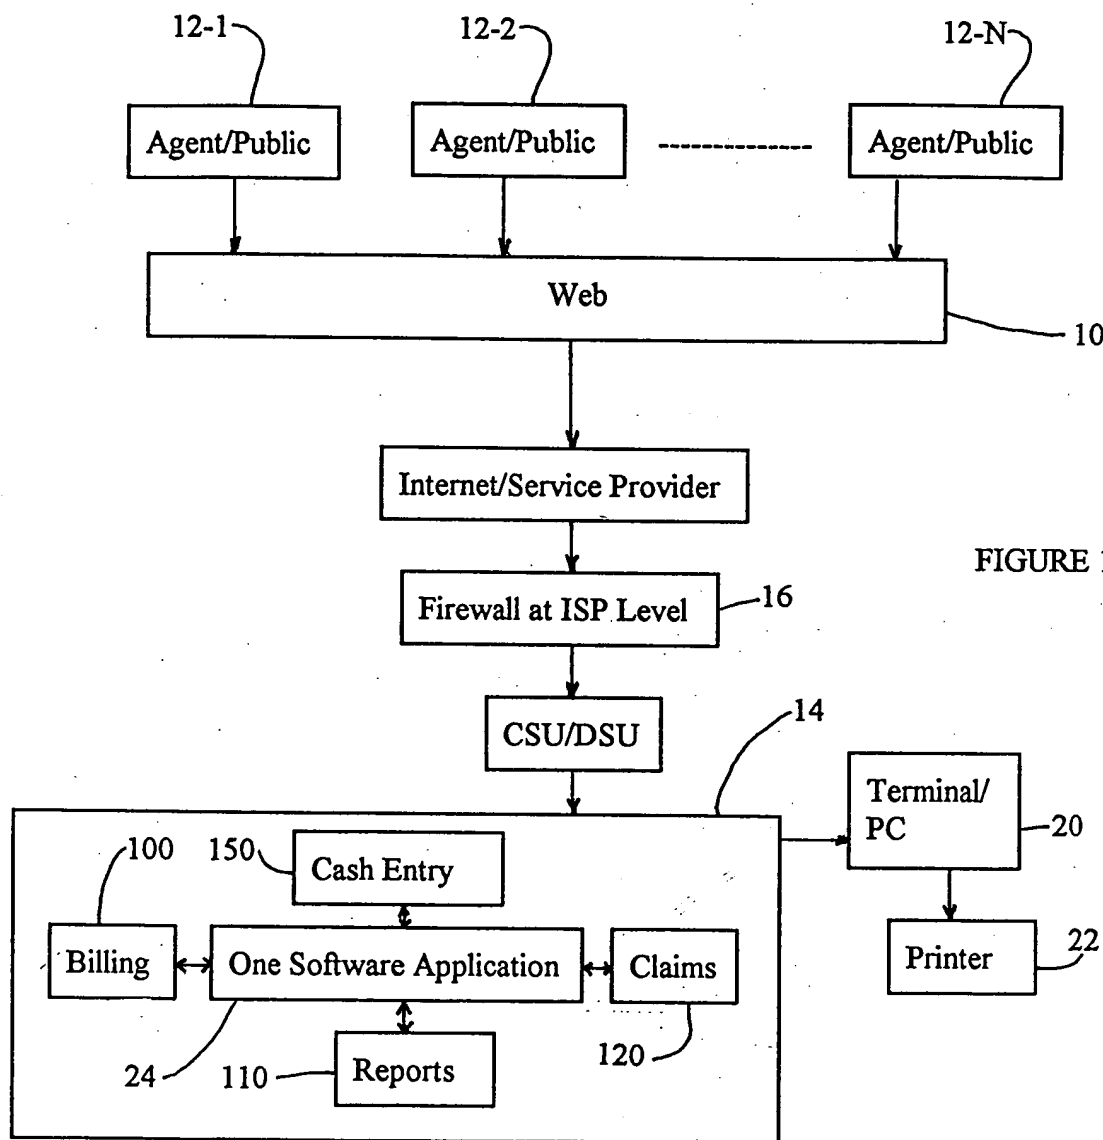 12-1
12-2
12-N
Agent/Public
Agent/Public
Agent/Public
Web
10
Internet/Service Provider
FIGURE 1
Firewall at ISP Level
16
CSU/DSU
14
Terminal/
PC
20
100
150
Cash Entry
Billing
One Software Application
Claims
Printer
22
24
110
Reports
120